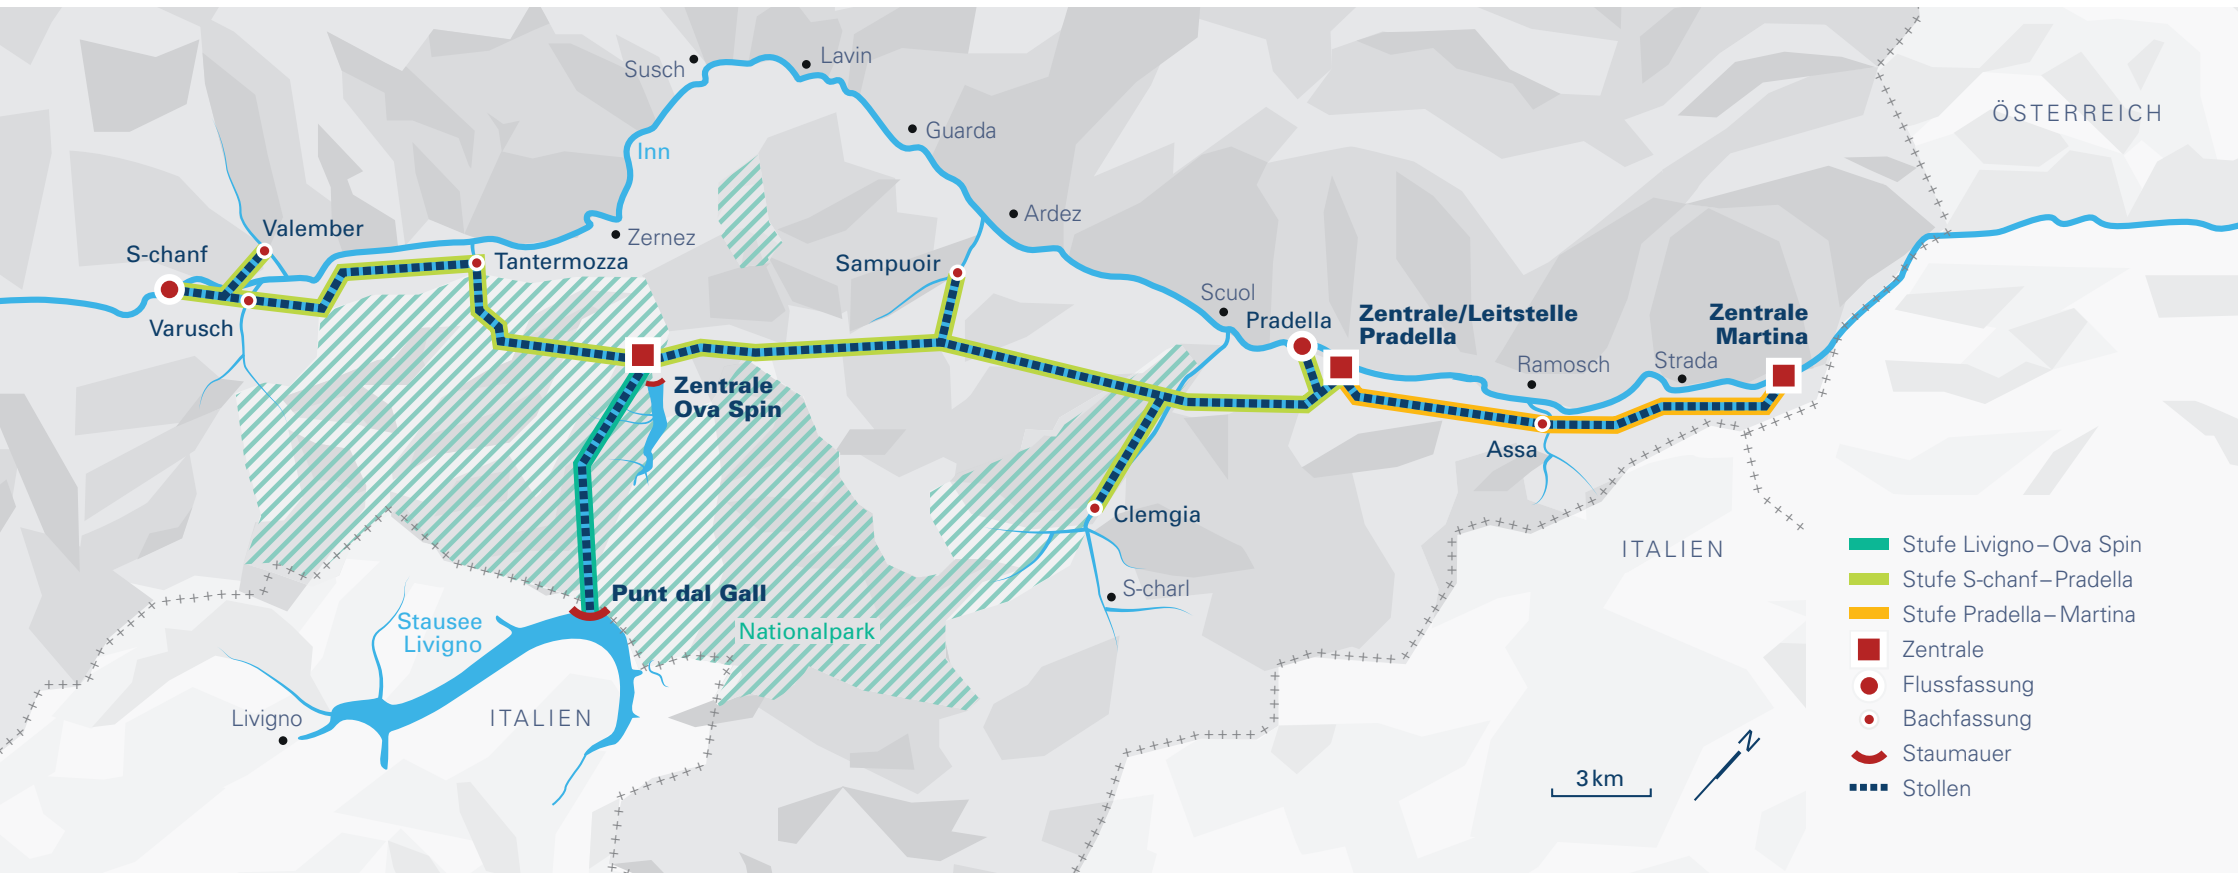 Susch
Lavin
ÖSTERREICH
Guarda
Inn
Ardez
Valember
Zernez
S-chanf
Tantermozza
Sampuoir
Scuol
Varusch
Pradella
Zentrale/Leitstelle
Pradella
Zentrale
Martina
Ramosch
Strada
Zentrale
Ova Spin
Assa
Clemgia
ITALIEN
Stufe Livigno–Ova Spin
Stufe S-chanf–Pradella
Stufe Pradella–Martina
Zentrale
Flussfassung
Bachfassung
Staumauer
Stollen
S-charl
Punt dal Gall
Stausee
Livigno
Nationalpark
Livigno
ITALIEN
3 km
N